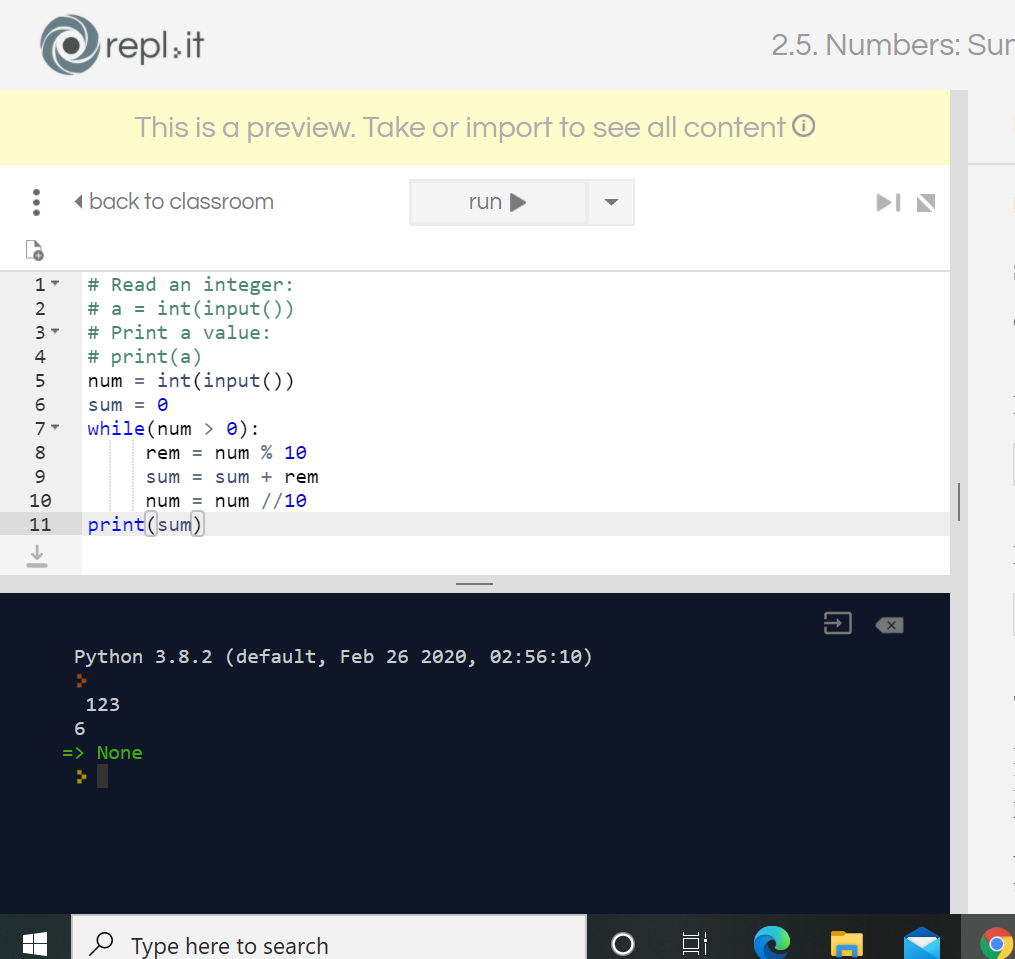 repl.it
2.5. Numbers: Sur
This is a preview. Take or import to see all content
back to classroom
run
1 # Read an integer:
2 # a = int(input())
3 # Print a value:
4 # print(a)
5 num = int(input())
6 sum = 0
7 while(num > 0):
8 rem = num % 10
9 sum = sum + rem
10 num = num //10
11 print(sum)
Python 3.8.2 (default, Feb 26 2020, 02:56:10)
123
6
=> None
Type here to search